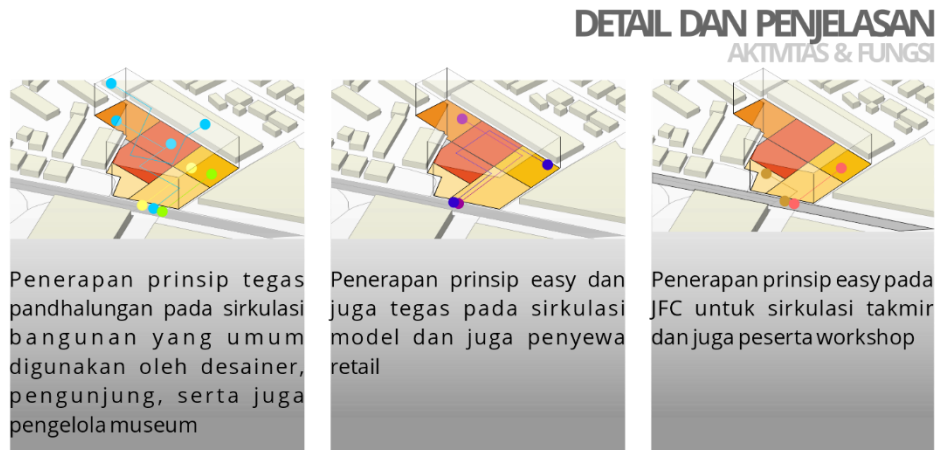 DETAIL DAN PENJELASAN
AKTIVITAS & FUNGSI
Penerapan prinsip tegas
pandhalungan pada sirkulasi
bangunan yang umum
digunakan oleh desainer,
pengunjung, serta juga
pengelola museum
Penerapan prinsip easy dan
juga tegas pada sirkulasi
model dan juga penyewa
retail
Penerapan prinsip easy pada
JFC untuk sirkulasi takmir
dan juga peserta workshop